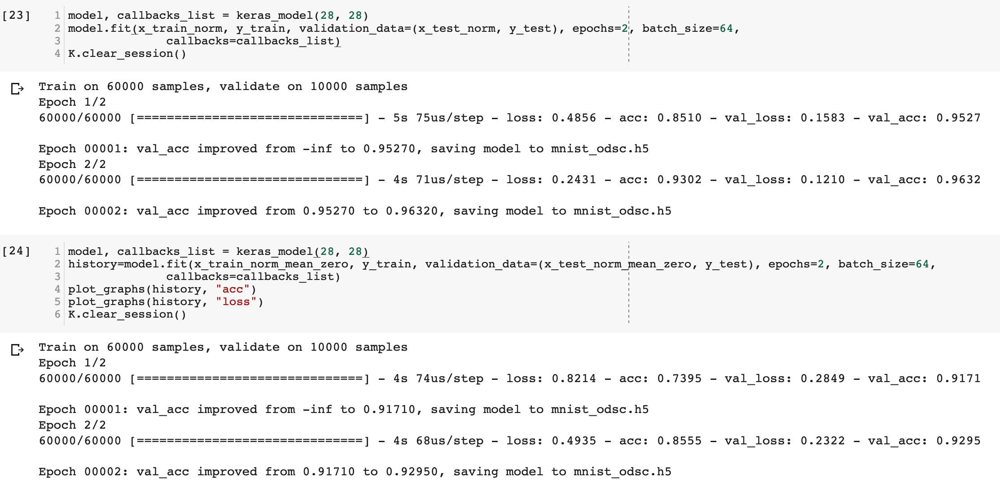 [23] 1 model, callbacks_list = keras_model(28, 28)
2 model.fit(x_train_norm, y_train, validation_data=(x_test_norm, y_test), epochs=2, batch_size=64,
3 callbacks=callbacks_list)
4 K.clear_session()
Train on 60000 samples, validate on 10000 samples
Epoch 1/2
60000/60000 [==============================] - 5s 75us/step - loss: 0.4856 - acc: 0.8510 - val_loss: 0.1583 - val_acc: 0.9527
Epoch 00001: val_acc improved from -inf to 0.95270, saving model to mnist_odsc.h5
Epoch 2/2
60000/60000 [==============================] - 4s 71us/step - loss: 0.2431 - acc: 0.9302 - val_loss: 0.1210 - val_acc: 0.9632
Epoch 00002: val_acc improved from 0.95270 to 0.96320, saving model to mnist_odsc.h5
[24] 1 model, callbacks_list = keras_model(28, 28)
2 history=model.fit(x_train_norm_mean_zero, y_train, validation_data=(x_test_norm_mean_zero, y_test), epochs=2, batch_size=64,
3 callbacks=callbacks_list)
4 plot_graphs(history, "acc")
5 plot_graphs(history, "loss")
6 K.clear_session()
Train on 60000 samples, validate on 10000 samples
Epoch 1/2
60000/60000 [==============================] - 4s 74us/step - loss: 0.8214 - acc: 0.7395 - val_loss: 0.2849 - val_acc: 0.9171
Epoch 00001: val_acc improved from -inf to 0.91710, saving model to mnist_odsc.h5
Epoch 2/2
60000/60000 [==============================] - 4s 68us/step - loss: 0.4935 - acc: 0.8555 - val_loss: 0.2322 - val_acc: 0.9295
Epoch 00002: val_acc improved from 0.91710 to 0.92950, saving model to mnist_odsc.h5